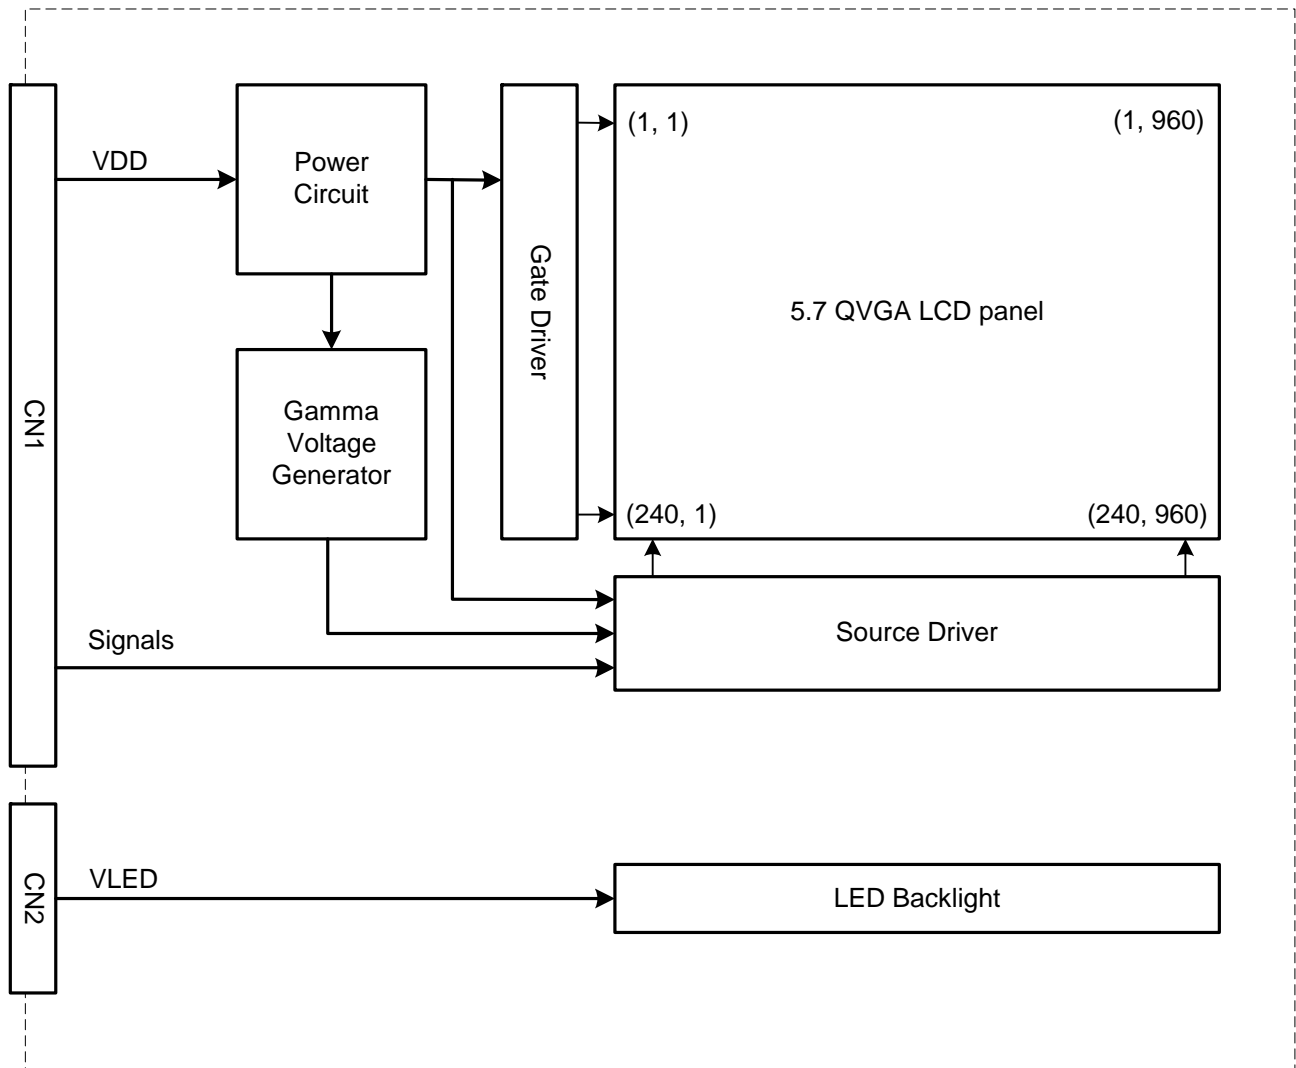 (1, 1)
(1, 960)
VDD
Power
Circuit
Gate Driver
5.7 QVGA LCD panel
CN1
Gamma
Voltage
Generator
(240, 1)
(240, 960)
Signals
Source Driver
CN2
VLED
LED Backlight